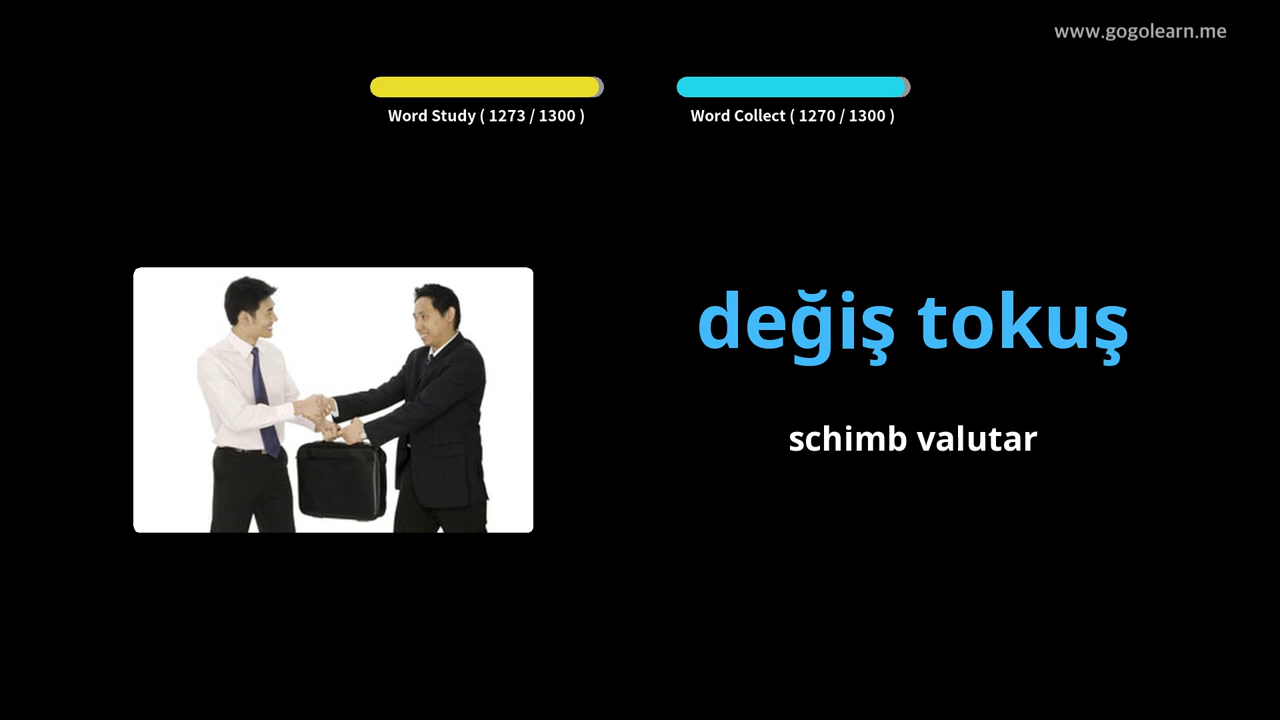 www.gogolearn.me
Word Study ( 1273 / 1300 )
Word Collect ( 1270 / 1300 )
değiş tokuş
schimb valutar